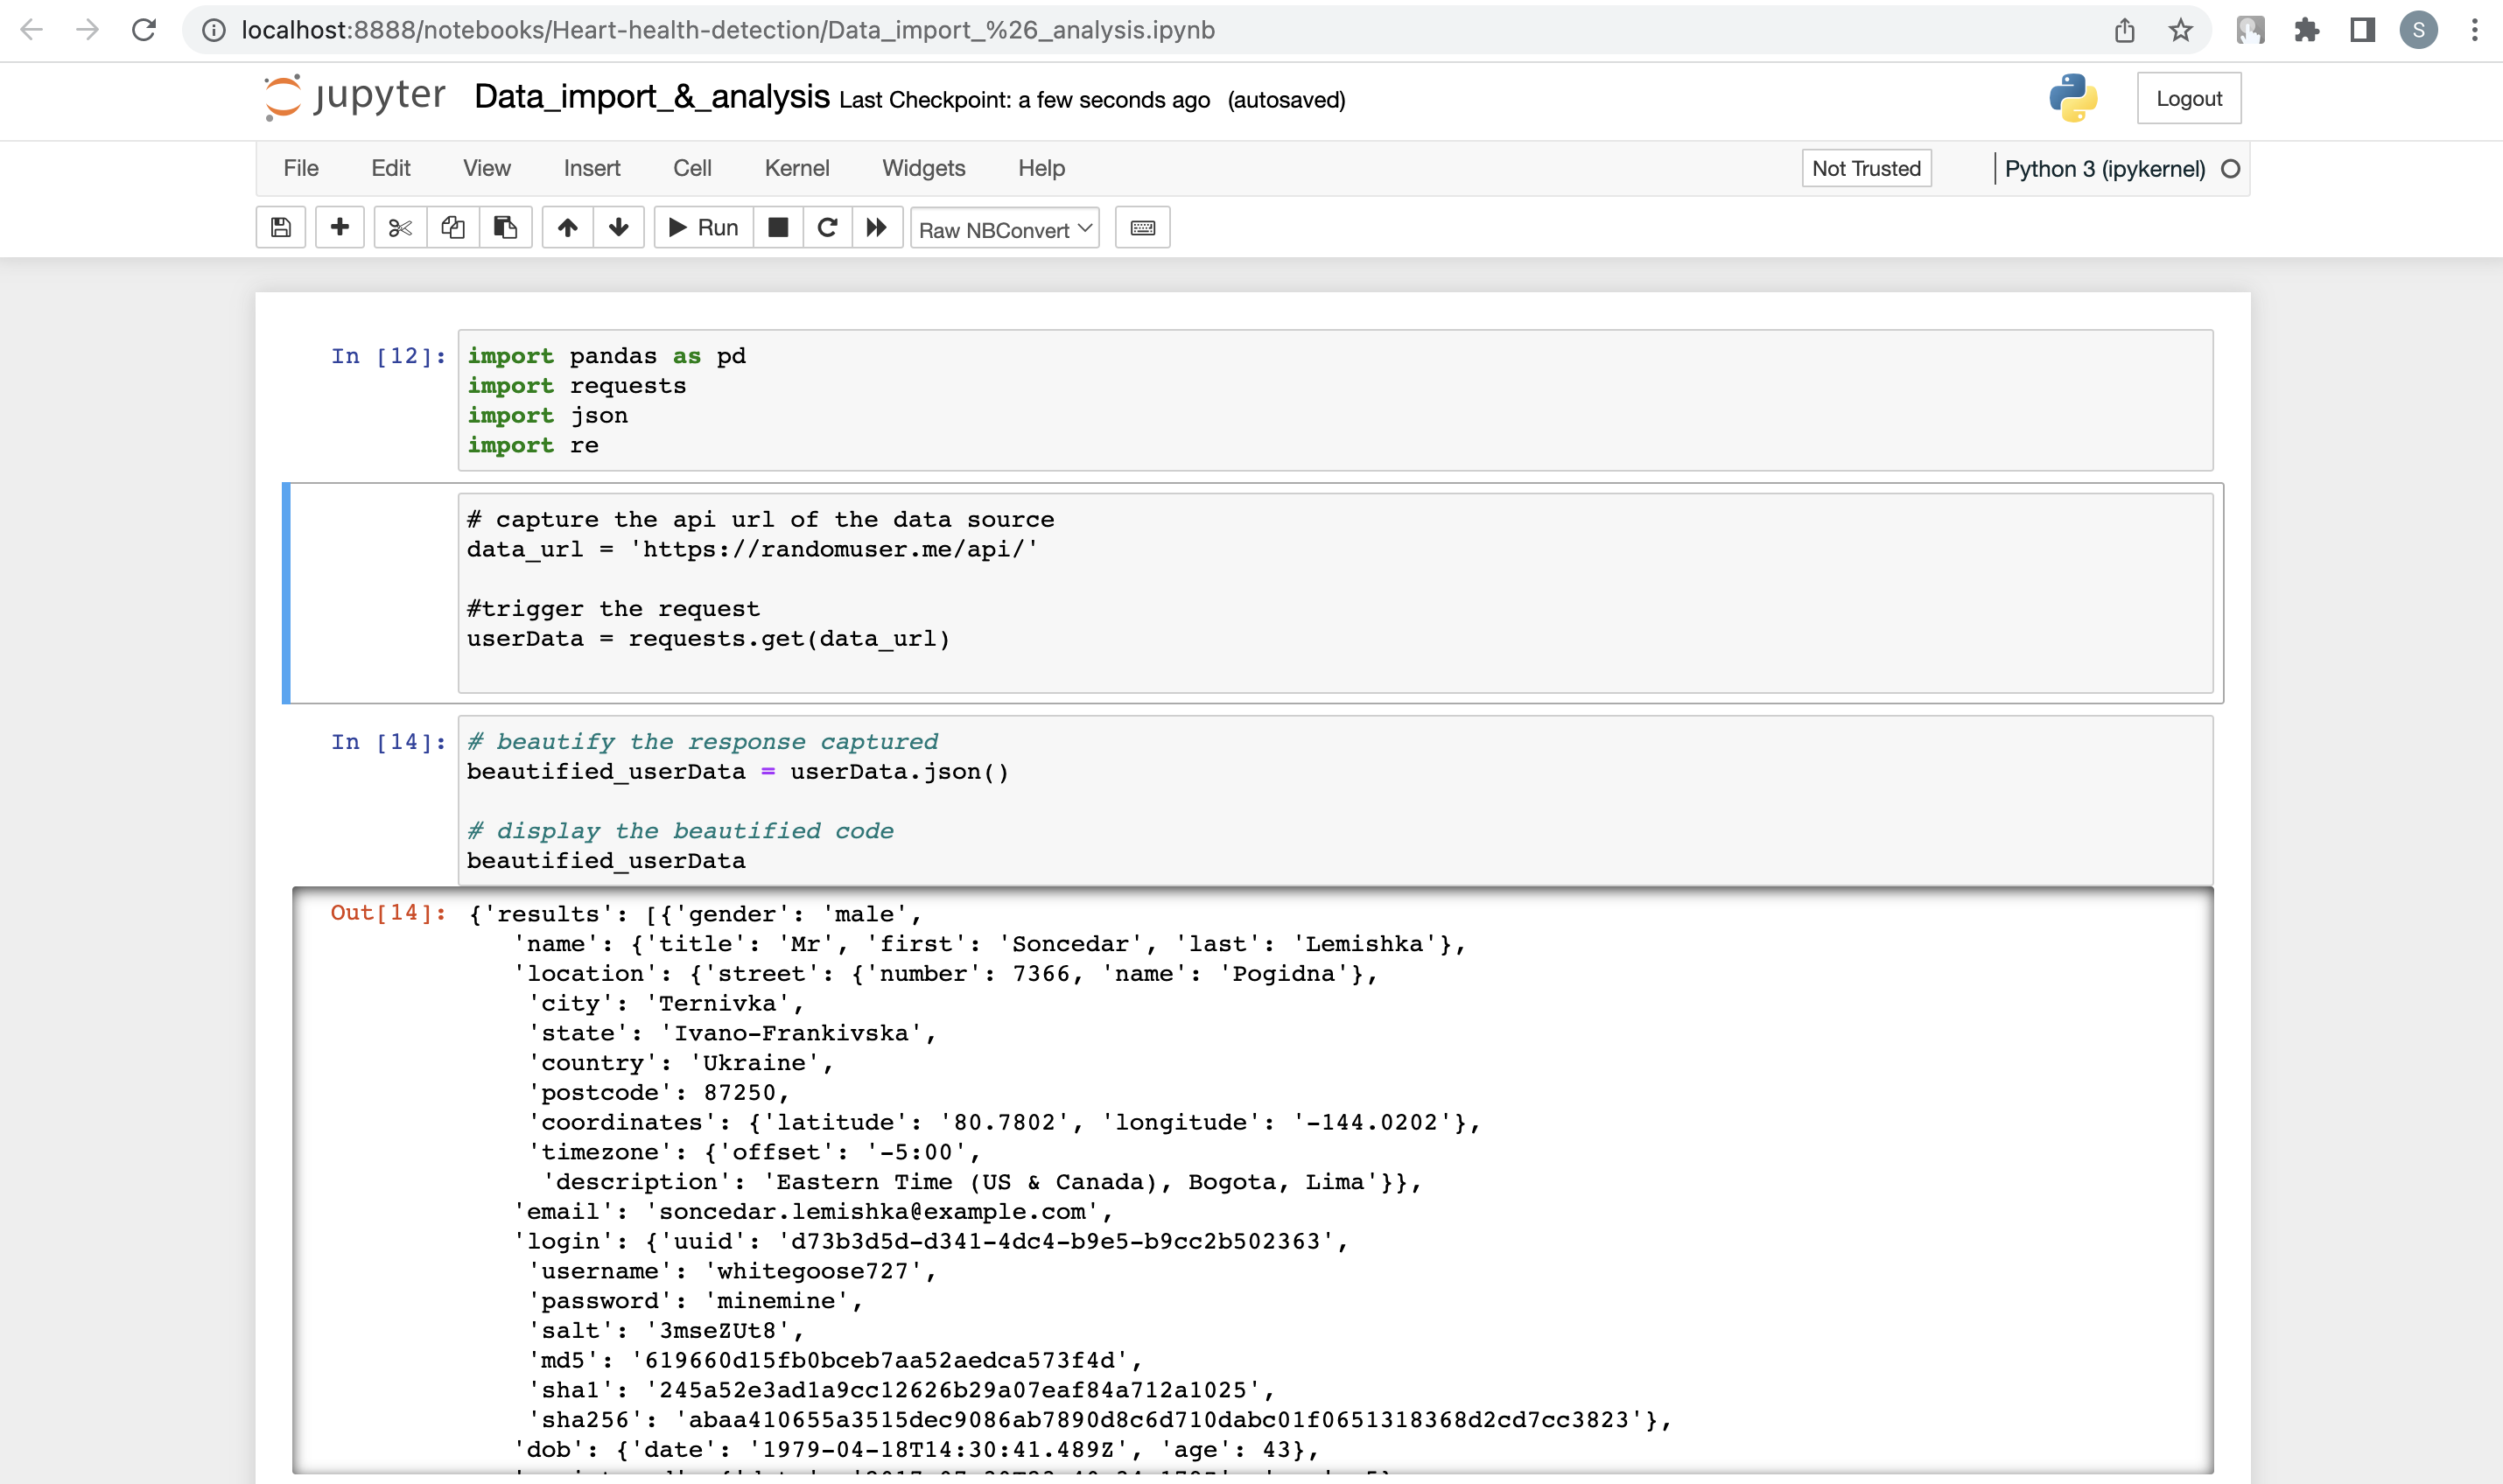 localhost:8888/notebooks/Heart-health-detection/Data_import_%26_analysis.ipynb
S
jupyter Data_import_&_analysis Last Checkpoint: a few seconds ago (autosaved)
Logout
File Edit View Insert Cell Kernel Widgets Help
Not Trusted
Python 3 (ipykernel)
Run
Raw NBConvert
In [12]: import pandas as pd
import requests
import json
import re
# capture the api url of the data source
data_url = 'https://randomuser.me/api/'
#trigger the request
userData = requests.get(data_url)
In [14]: # beautify the response captured
beautified_userData = userData.json()
# display the beautified code
beautified_userData
Out[14]: {'results': [{'gender': 'male',
'name': {'title': 'Mr', 'first': 'Soncedar', 'last': 'Lemishka'},
'location': {'street': {'number': 7366, 'name': 'Pogidna'},
'city': 'Ternivka',
'state': 'Ivano-Frankivska',
'country': 'Ukraine',
'postcode': 87250,
'coordinates': {'latitude': '80.7802', 'longitude': '-144.0202'},
'timezone': {'offset': '-5:00',
'description': 'Eastern Time (US & Canada), Bogota, Lima'}},
'email': 'soncedar.lemishka@example.com',
'login': {'uuid': 'd73b3d5d-d341-4dc4-b9e5-b9cc2b502363',
'username': 'whitegoose727',
'password': 'minemine',
'salt': '3mseZUt8',
'md5': '619660d15fb0bceb7aa52aedca573f4d',
'sha1': '245a52e3ad1a9cc12626b29a07eaf84a712a1025',
'sha256': 'abaa410655a3515dec9086ab7890d8c6d710dabc01f0651318368d2cd7cc3823'},
'dob': {'date': '1979-04-18T14:30:41.489Z', 'age': 43},